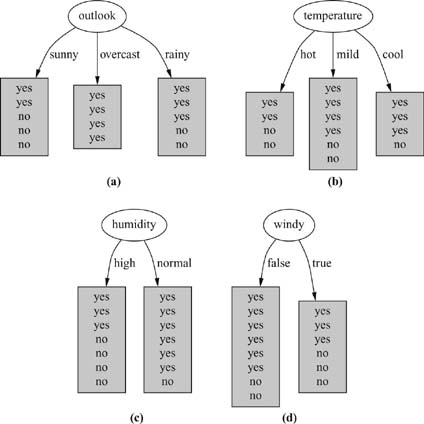 outlook
sunny overcast rainy
yes
yes
no
no
no
yes
yes
yes
yes
yes
yes
yes
no
no
(a)
temperature
hot mild cool
yes
yes
no
no
yes
yes
yes
yes
no
no
yes
yes
yes
no
(b)
humidity
high normal
yes
yes
yes
no
no
no
no
yes
yes
yes
yes
yes
yes
no
(c)
windy
false true
yes
yes
yes
yes
yes
yes
no
no
yes
yes
yes
no
no
no
(d)